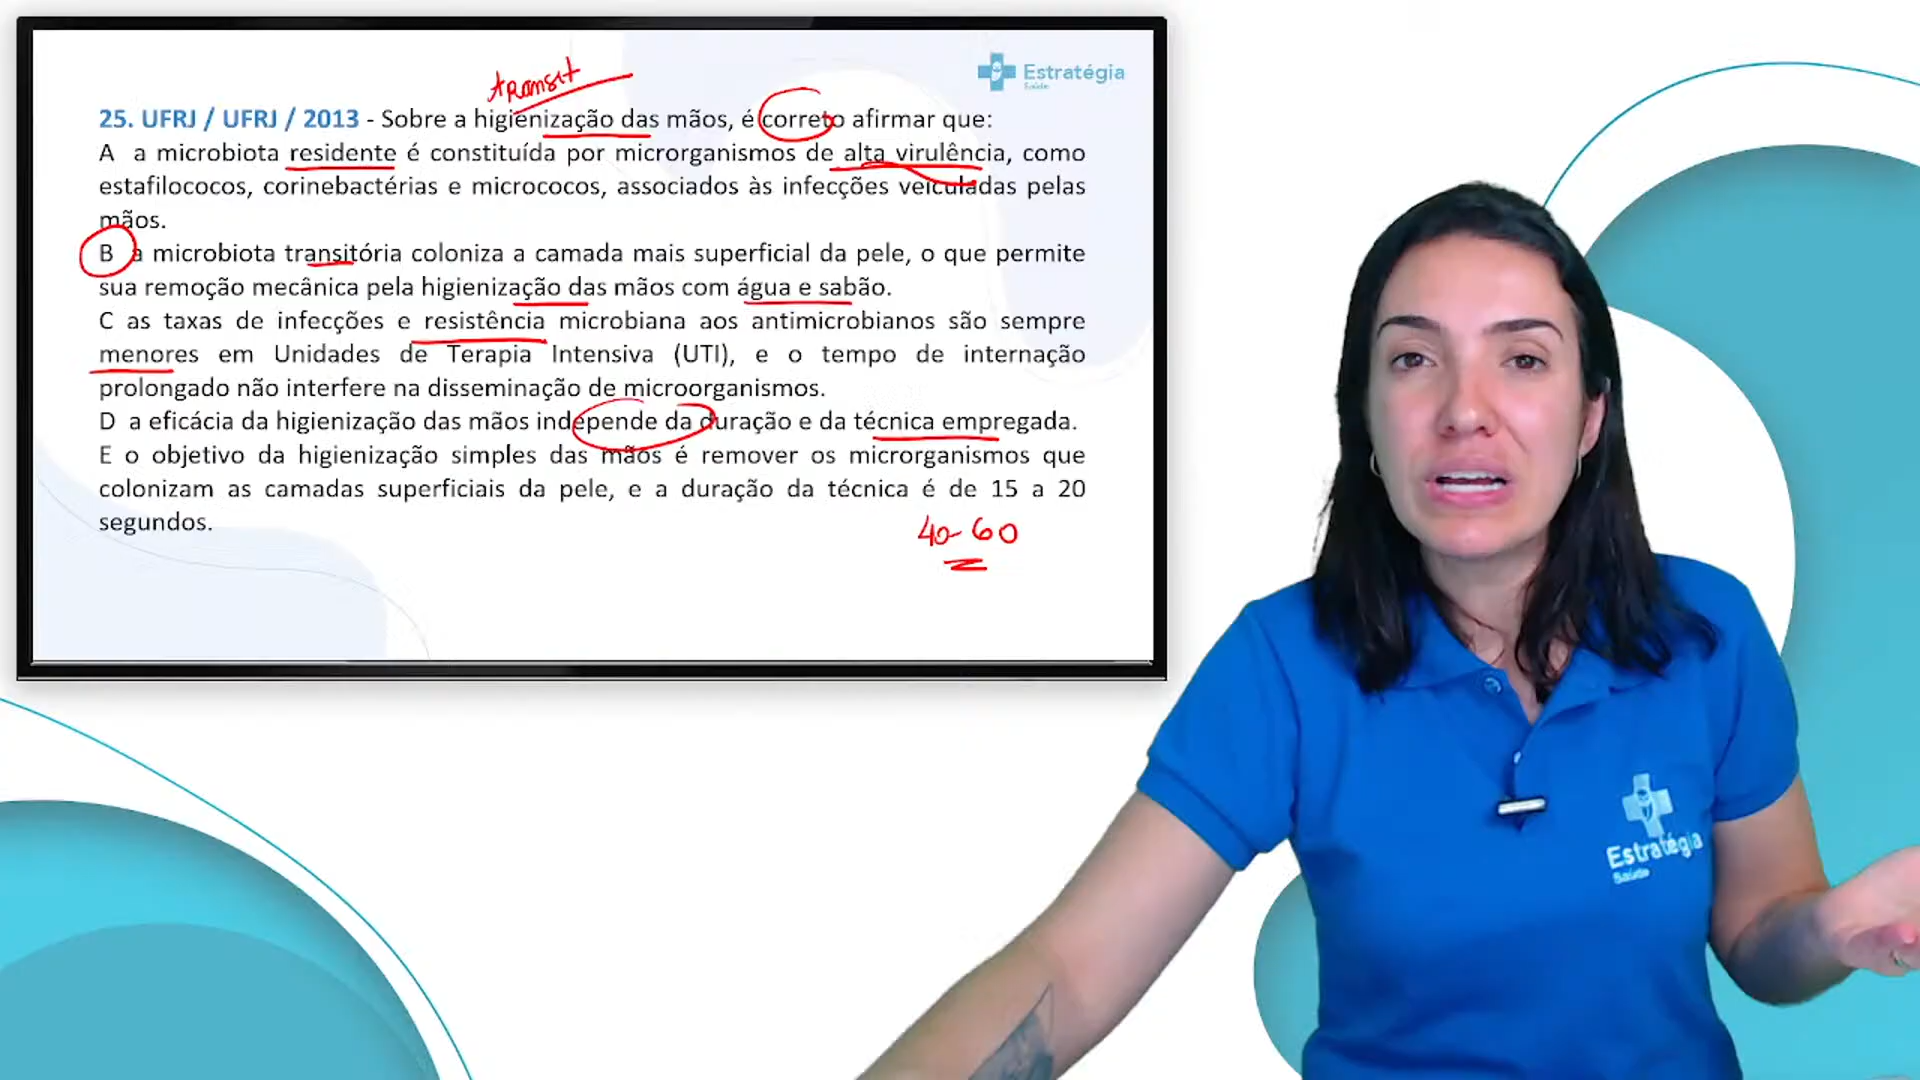 transit
Estratégia
Saúde
25. UFRJ / UFRJ / 2013 - Sobre a higienização das mãos, é correto afirmar que:
A a microbiota residente é constituída por microrganismos de alta virulência, como
estafilococos, corinebactérias e micrococos, associados às infecções veiculadas pelas
mãos.
B a microbiota transitória coloniza a camada mais superficial da pele, o que permite
sua remoção mecânica pela higienização das mãos com água e sabão.
C as taxas de infecções e resistência microbiana aos antimicrobianos são sempre
menores em Unidades de Terapia Intensiva (UTI), e o tempo de internação
prolongado não interfere na disseminação de microorganismos.
D a eficácia da higienização das mãos independe da duração e da técnica empregada.
E o objetivo da higienização simples das mãos é remover os microrganismos que
colonizam as camadas superficiais da pele, e a duração da técnica é de 15 a 20
segundos.
40-60
Estratégia
Saúde